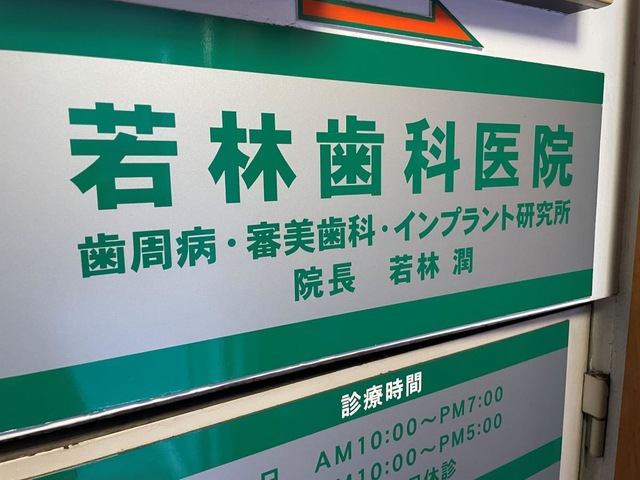 若林歯科医院
歯周病・審美歯科・インプラント研究所
院長 若林 潤
診療時間
AM10:00～PM7:00
AM10:00～PM5:00
休診